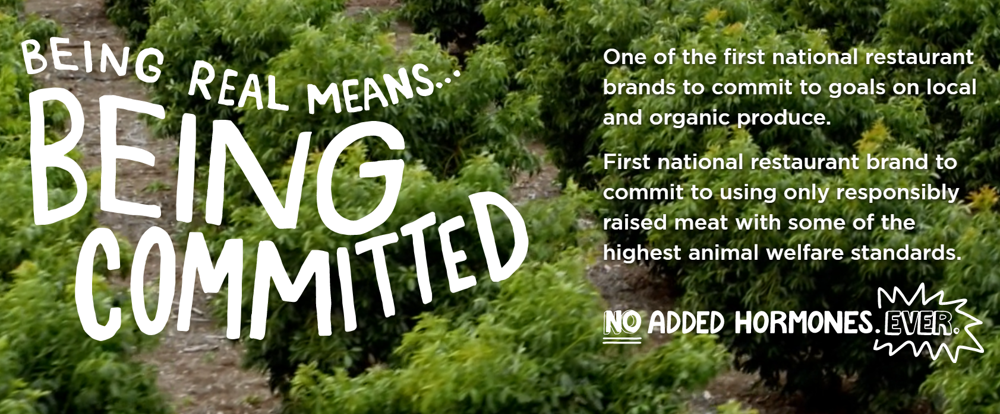 BEING REAL MEANS...
BEING
COMMITTED
One of the first national restaurant
brands to commit to goals on local
and organic produce.
First national restaurant brand to
commit to using only responsibly
raised meat with some of the
highest animal welfare standards.
NO ADDED HORMONES. EVER.